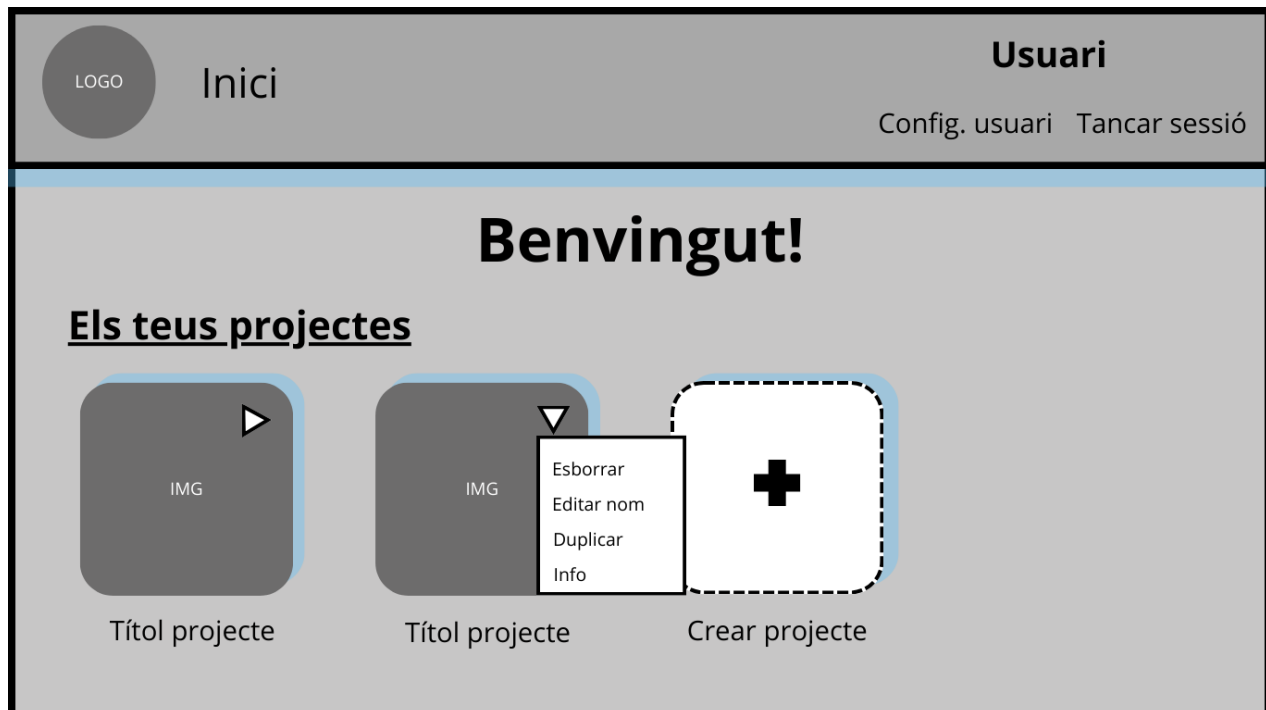 LOGO
Inici
Usuari
Config. usuari
Tancar sessió
Benvingut!
Els teus projectes
IMG
IMG
Esborrar
Editar nom
Duplicar
Info
Títol projecte
Títol projecte
Crear projecte